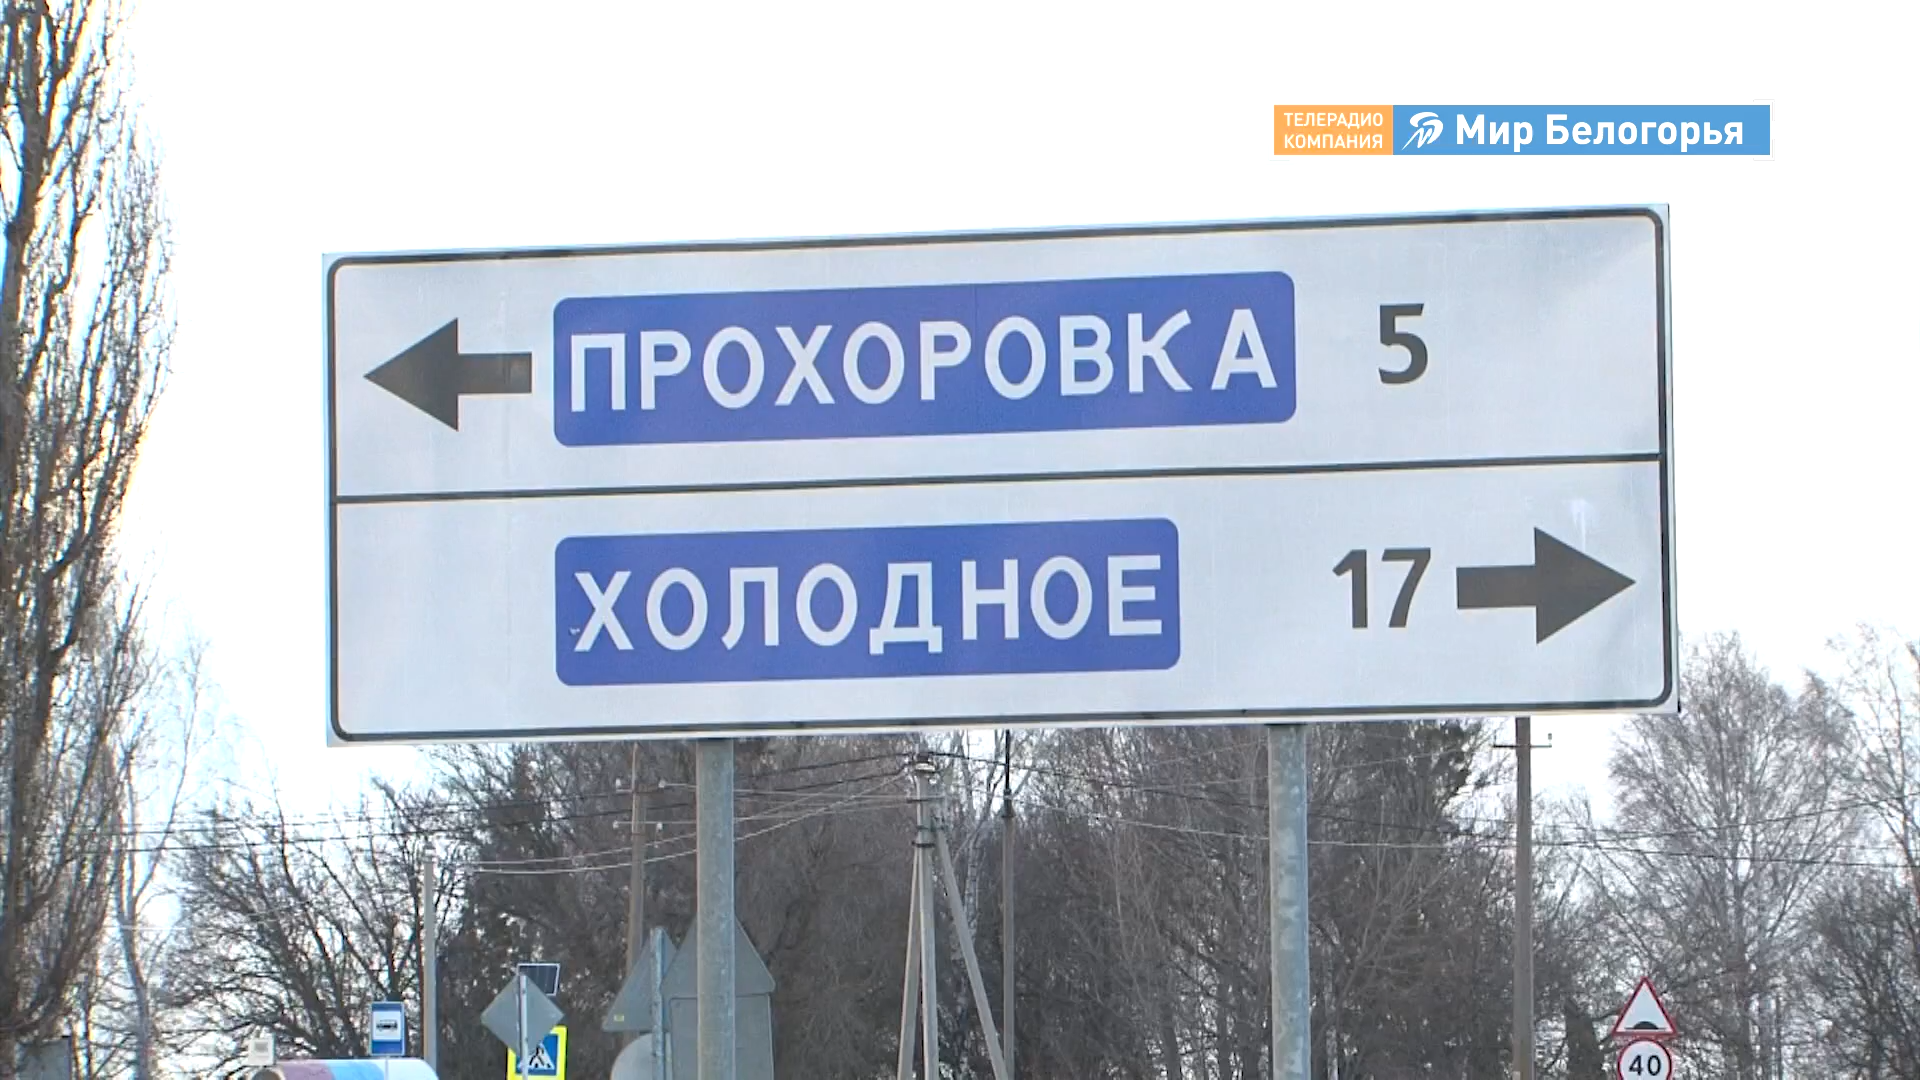 ТЕЛЕРАДИО
КОМПАНИЯ
Мир Белогорья
ПРОХОРОВКА 5
ХОЛОДНОЕ 17
40